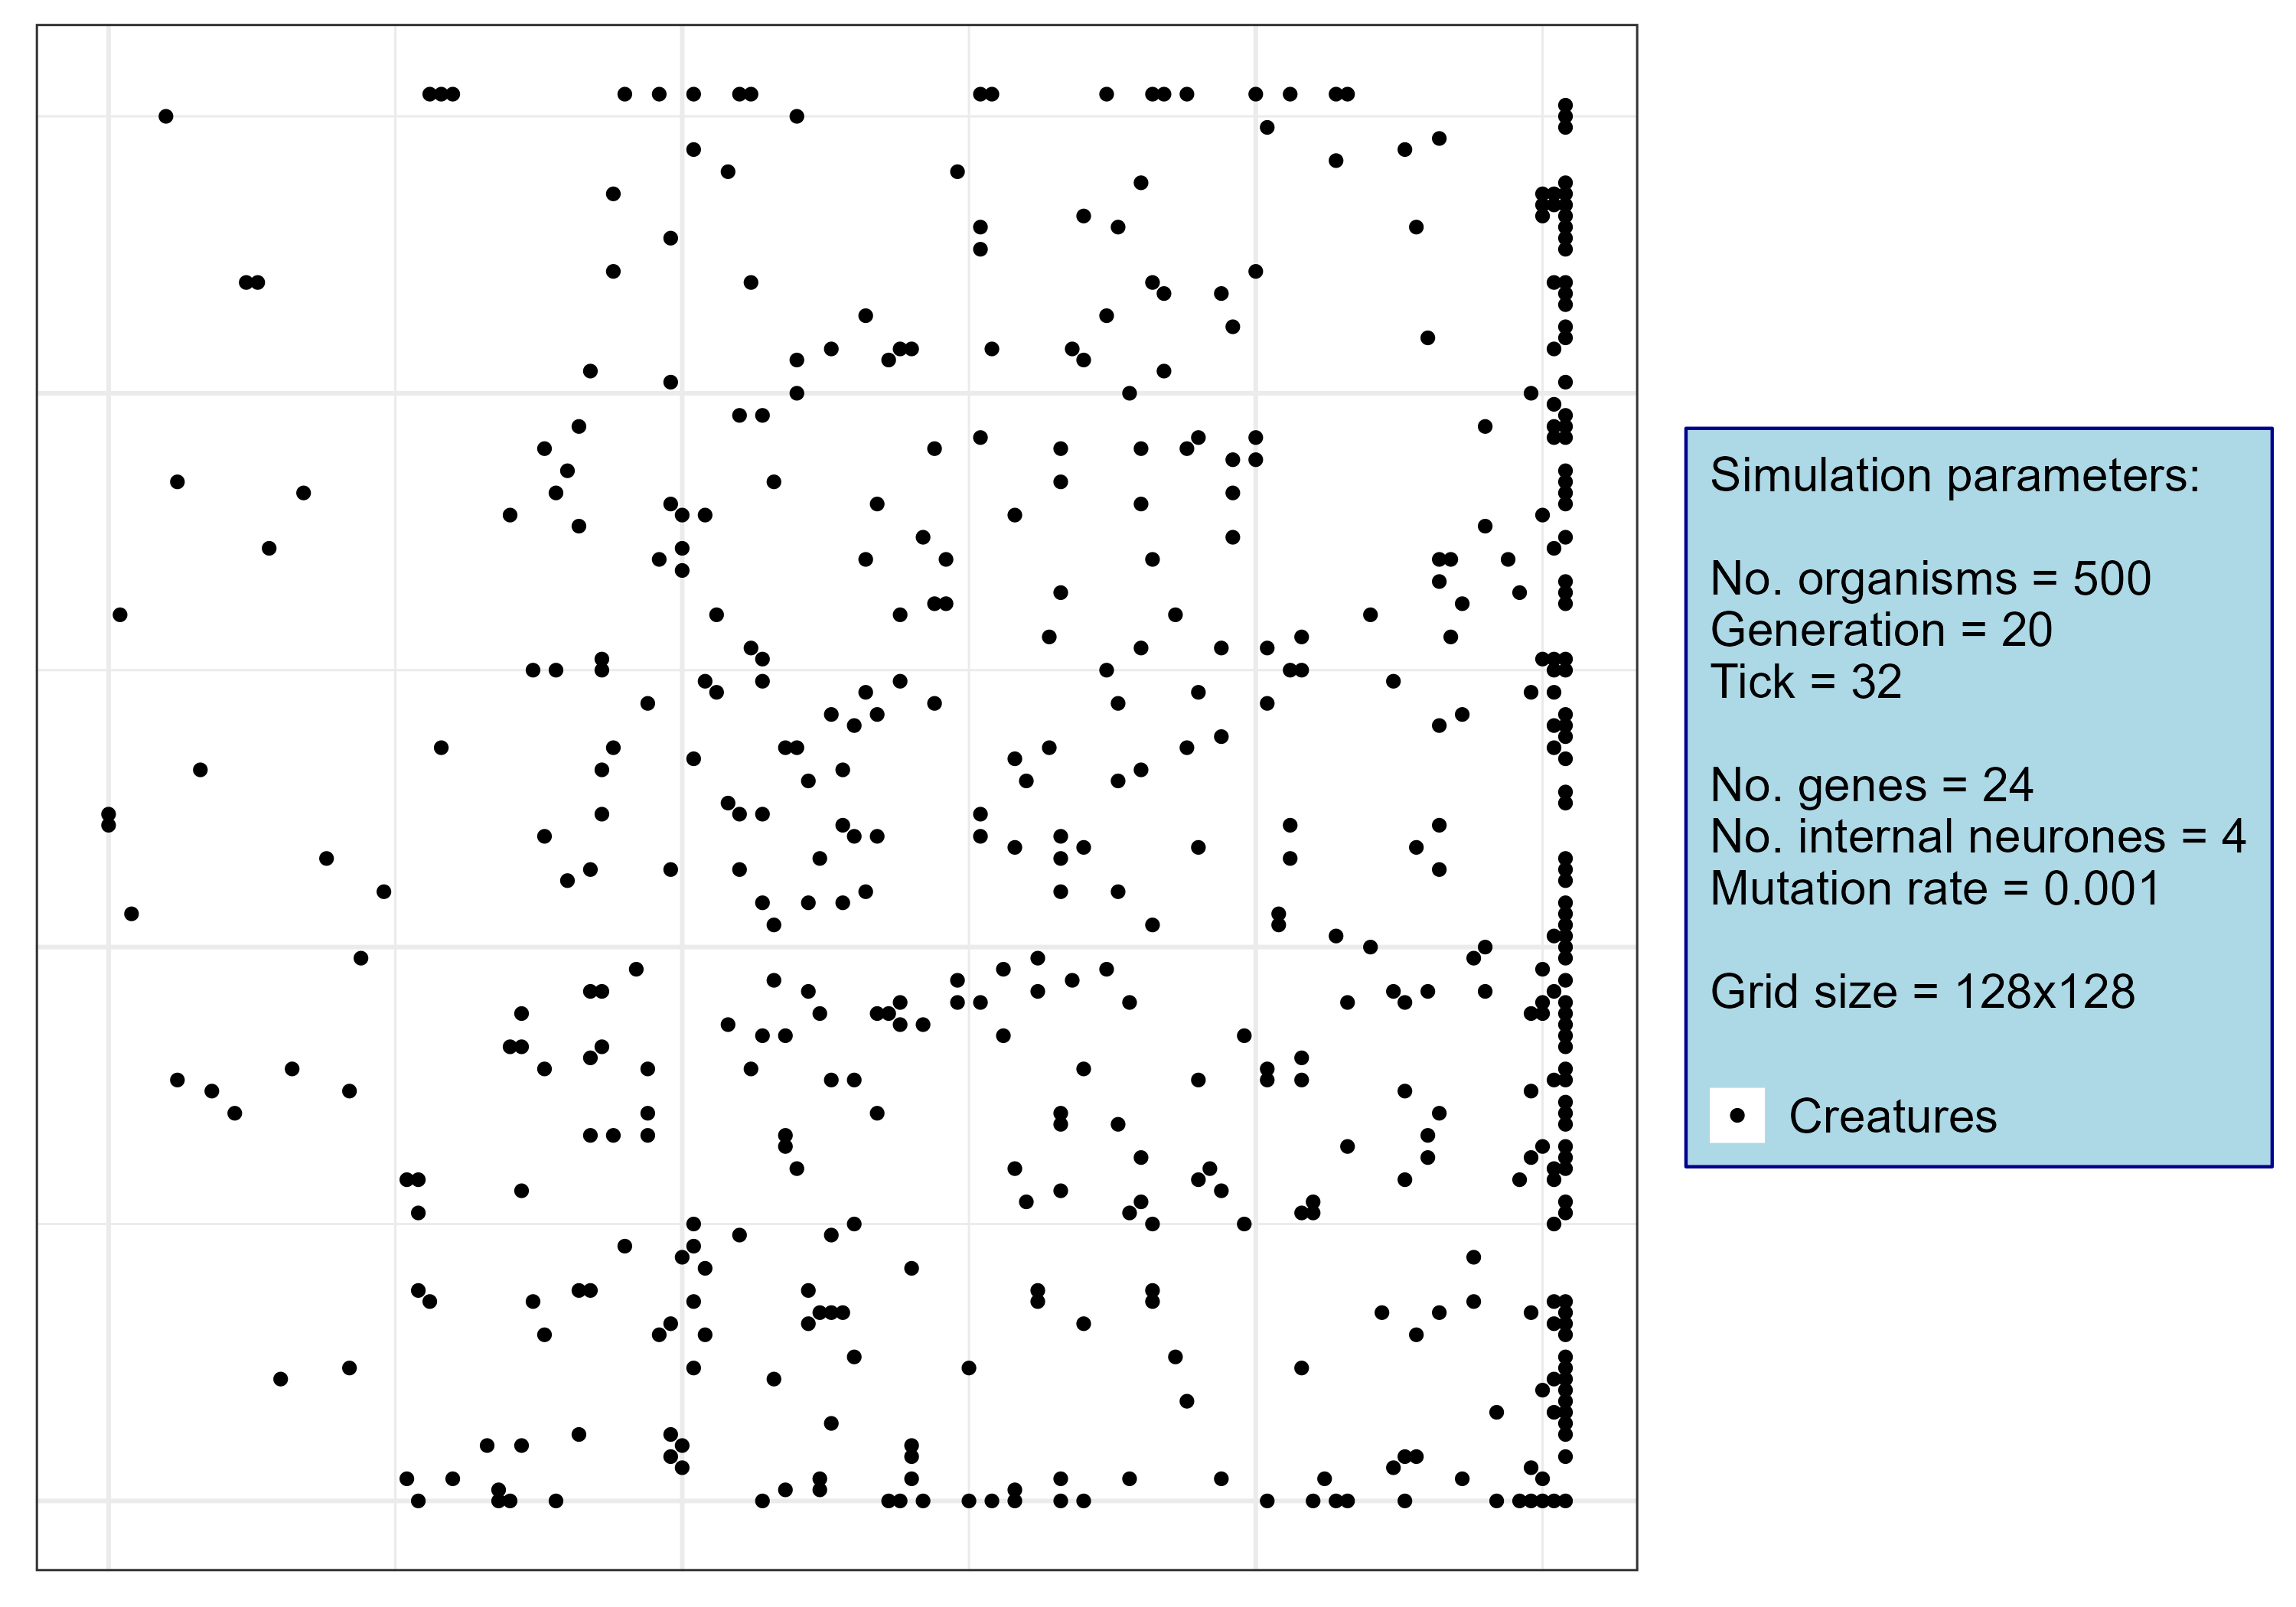 Simulation parameters:
No. organisms = 500
Generation = 20
Tick = 32
No. genes = 24
No. internal neurones = 4
Mutation rate = 0.001
Grid size = 128x128
Creatures